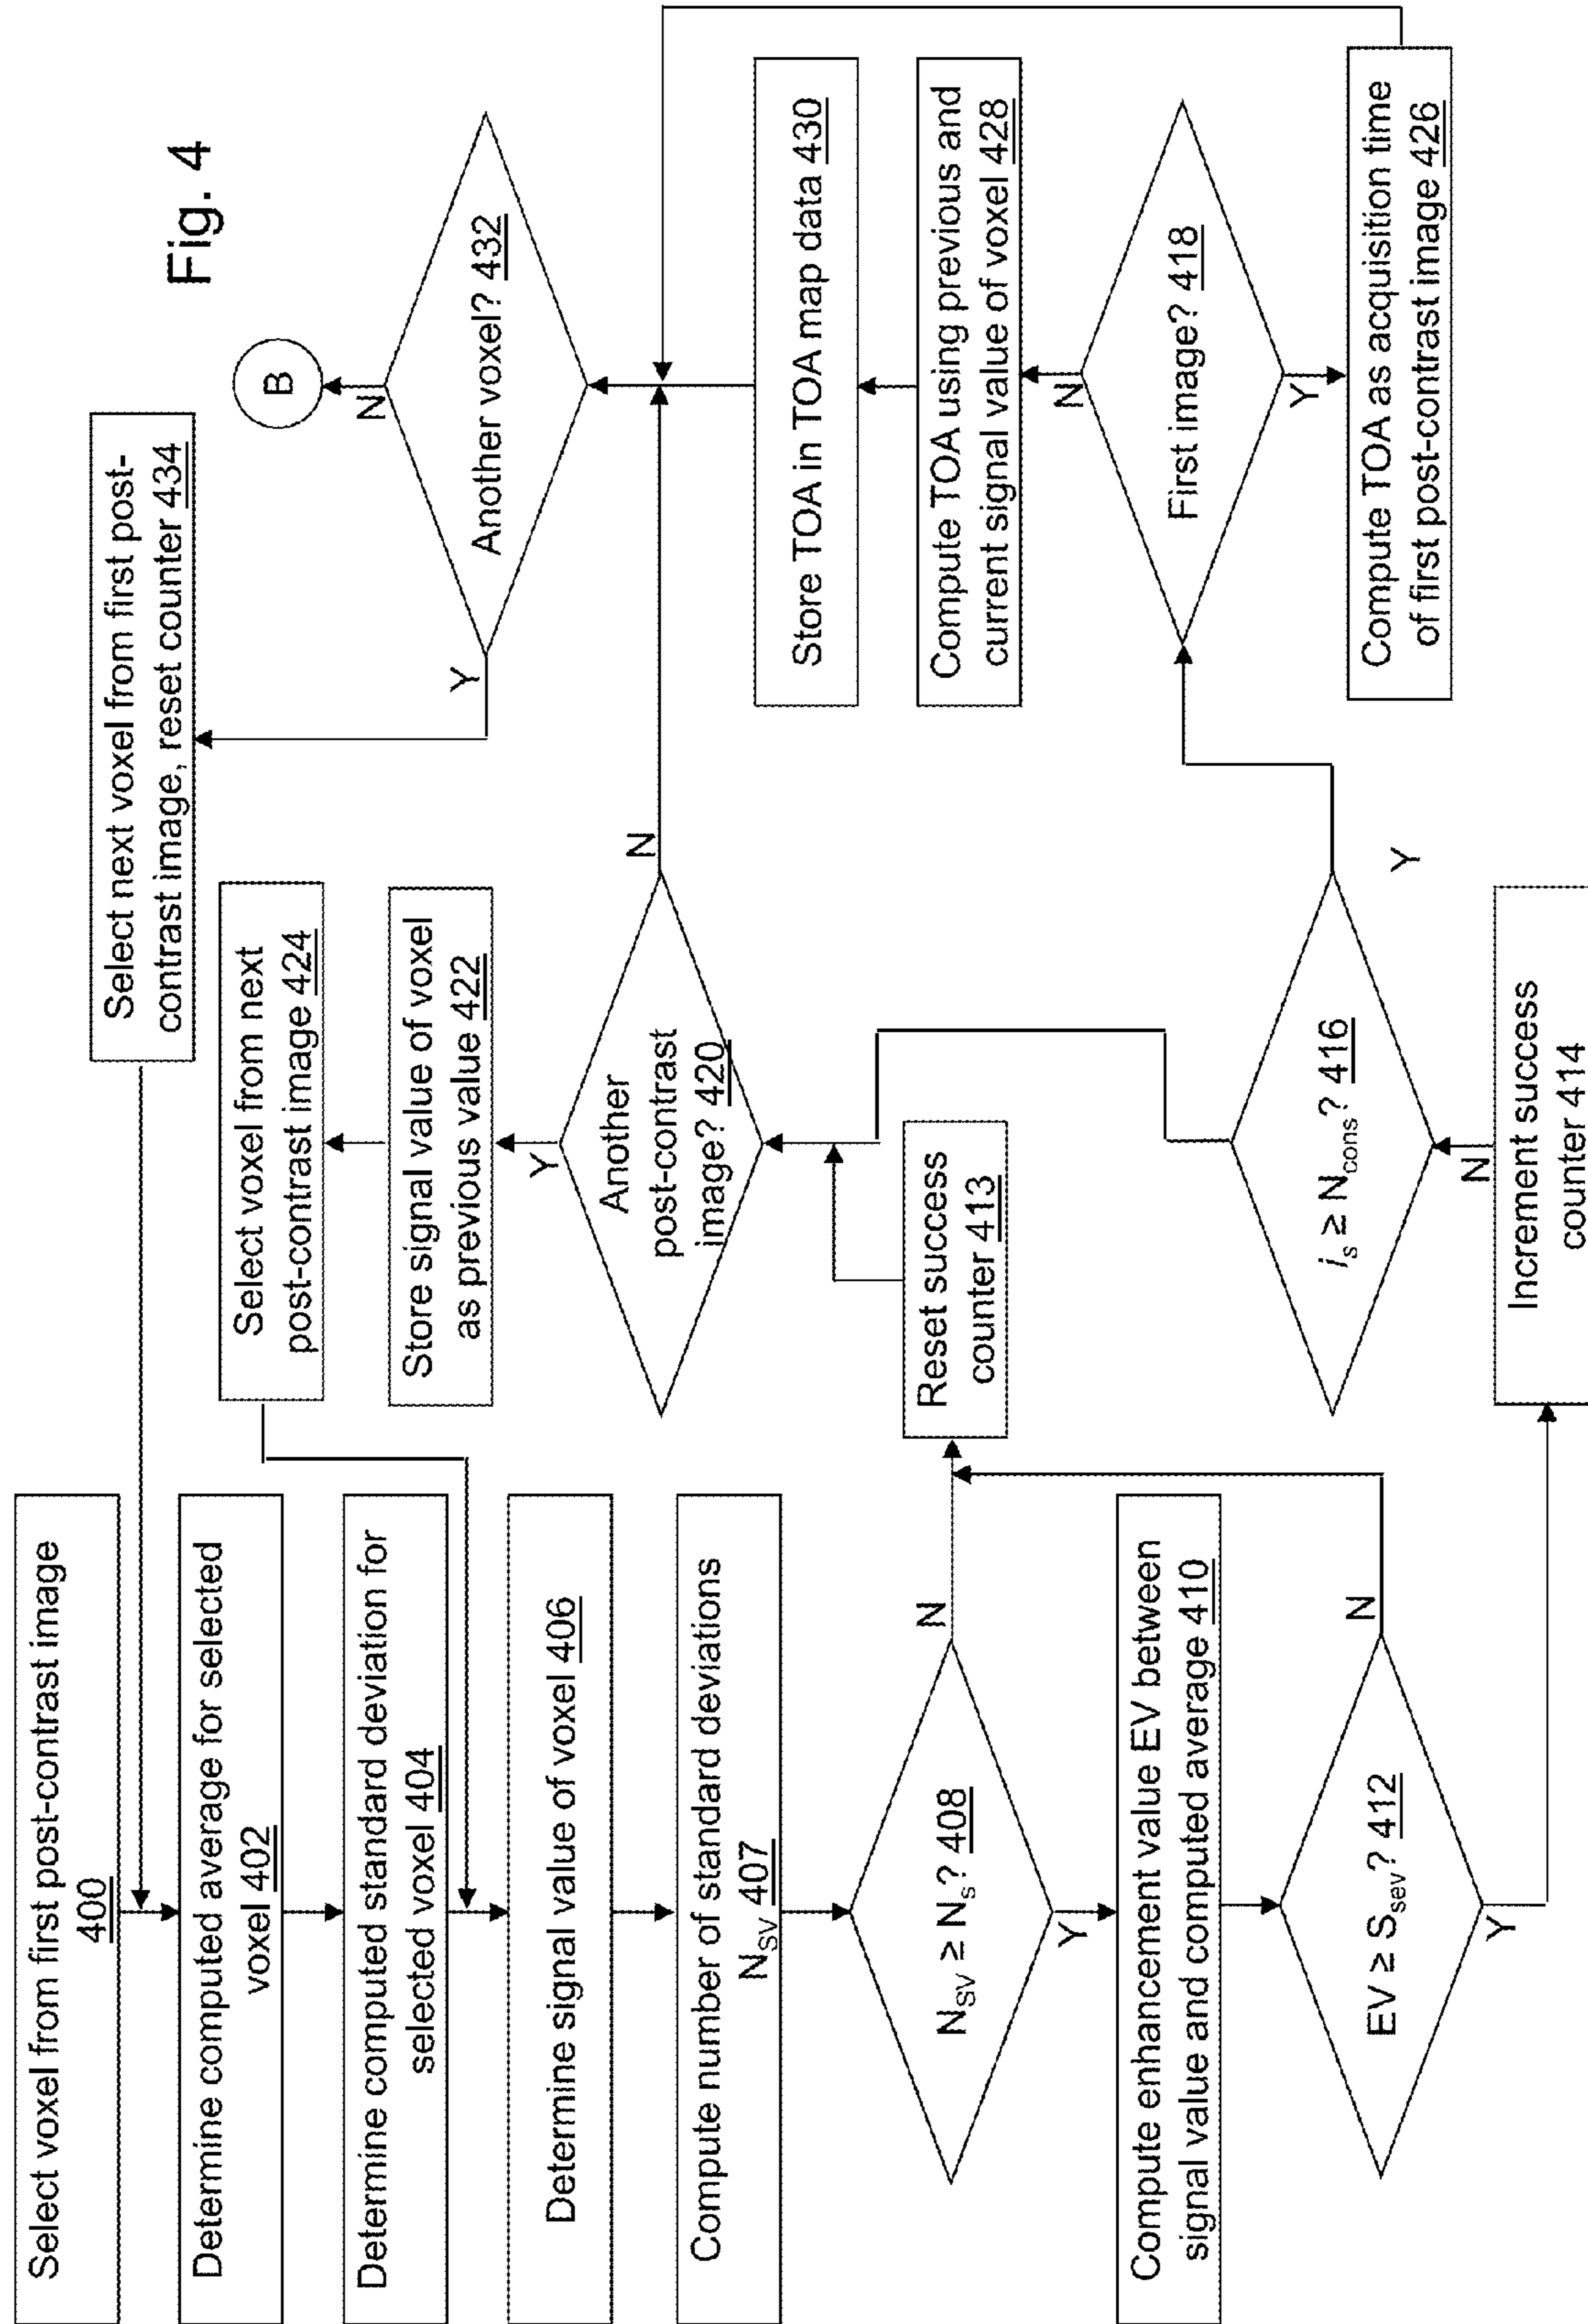 Fig. 4
Select voxel from first post-contrast image
400
Determine computed average for selected
voxel 402
Determine computed standard deviation for
selected voxel 404
Determine signal value of voxel 406
Compute number of standard deviations
NSV 407
NSV ≥ Ns? 408
N
Y
Compute enhancement value EV between
signal value and computed average 410
EV ≥ Ssev? 412
N
Y
Select voxel from next
post-contrast image 424
Store signal value of voxel
as previous value 422
Y
Another
post-contrast
image? 420
N
Reset success
counter 413
is ≥ Ncons? 416
Y
N
Increment success
counter 414
Select next voxel from first post-
contrast image, reset counter 434
B
N
Another voxel? 432
Y
Store TOA in TOA map data 430
Compute TOA using previous and
current signal value of voxel 428
N
First image? 418
Y
Compute TOA as acquisition time
of first post-contrast image 426